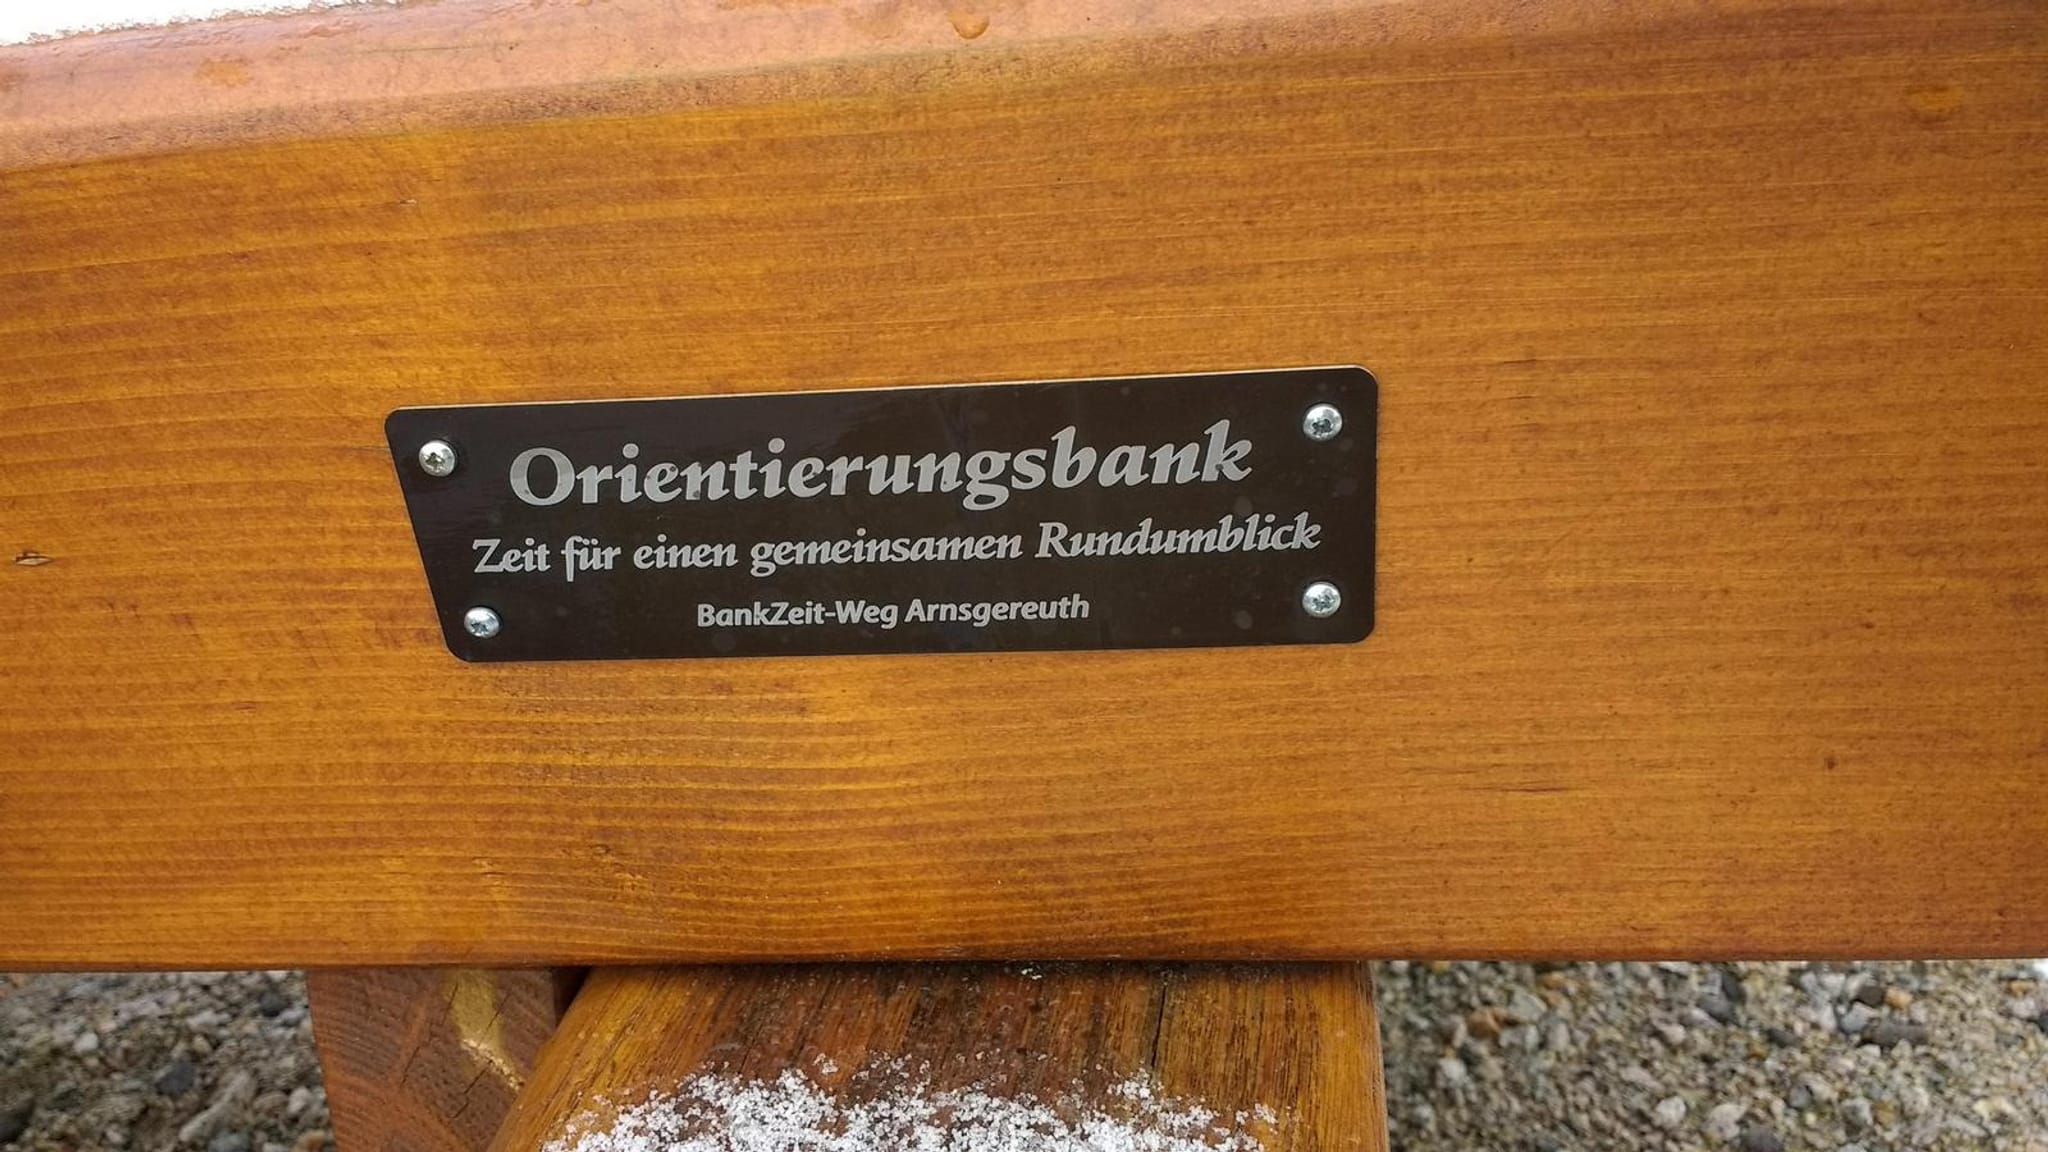 Orientierungsbank
Zeit für einen gemeinsamen Rundumblick
BankZeit-Weg Arnsgereuth